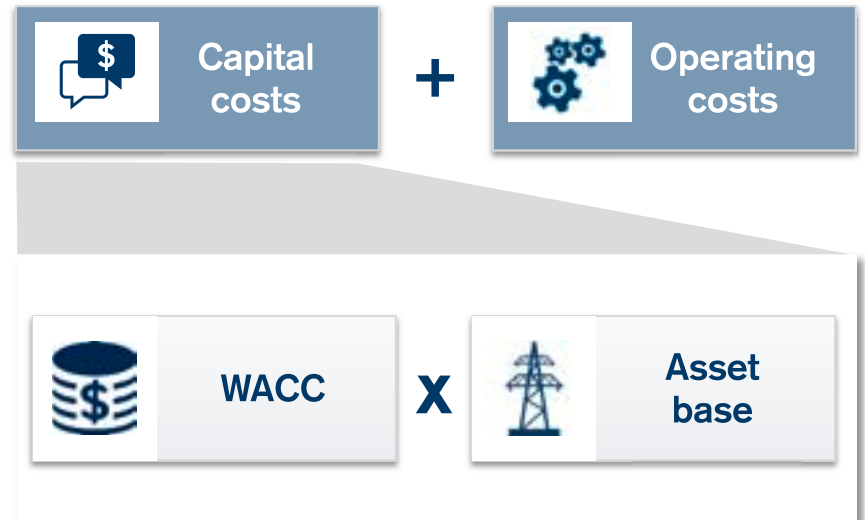 $
Capital
costs
+
Operating
costs
$
WACC
x
Asset
base